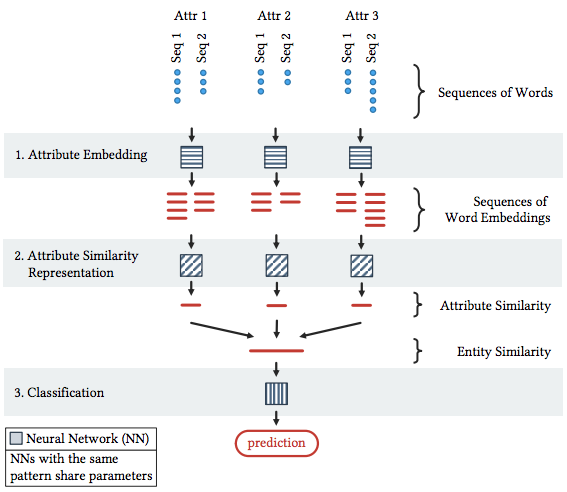 Attr 1 Attr 2 Attr 3
Seq 1 Seq 2 Seq 1 Seq 2 Seq 1 Seq 2
Sequences of Words
1. Attribute Embedding
Sequences of
Word Embeddings
2. Attribute Similarity
Representation
Attribute Similarity
Entity Similarity
3. Classification
prediction
Neural Network (NN)
NNs with the same
pattern share parameters